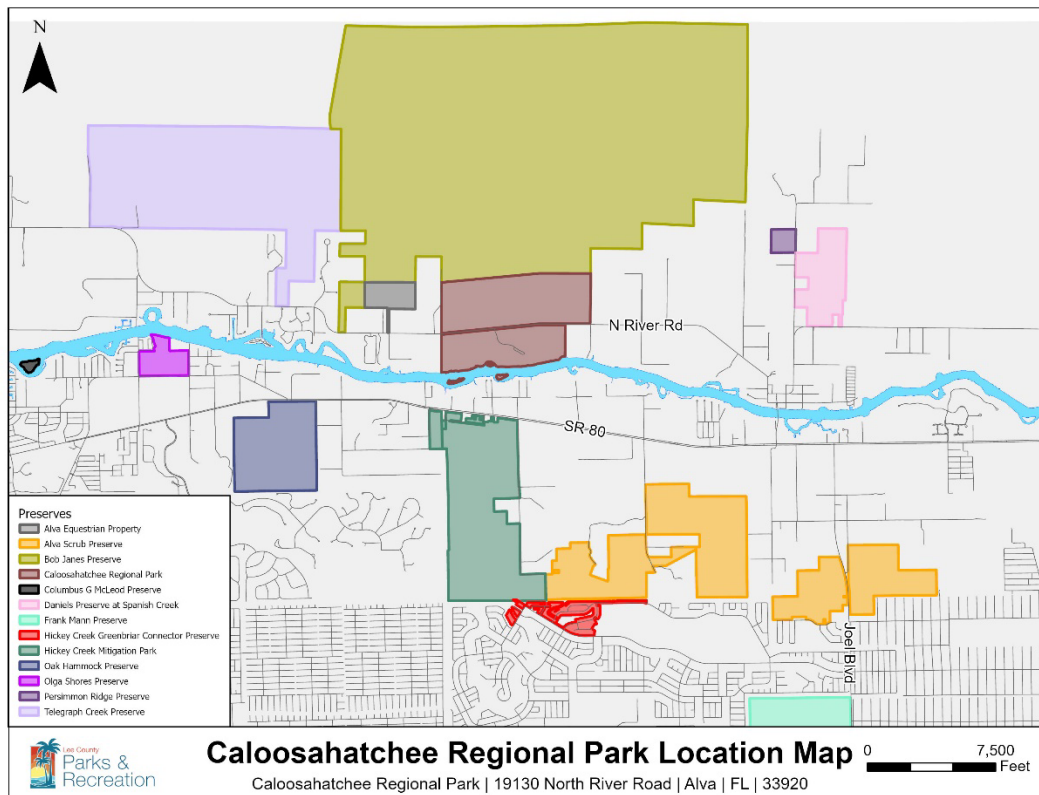 N
N River Rd
SR 80
Joel Blvd
Preserves
Alva Equestrian Property
Alva Scrub Preserve
Bob Janes Preserve
Caloosahatchee Regional Park
Columbus G McLeod Preserve
Daniels Preserve at Spanish Creek
Frank Mann Preserve
Hickey Creek Greenbriar Connector Preserve
Hickey Creek Mitigation Park
Oak Hammock Preserve
Olga Shores Preserve
Persimmon Ridge Preserve
Telegraph Creek Preserve
Lee County
Parks &
Recreation
Caloosahatchee Regional Park Location Map
Caloosahatchee Regional Park | 19130 North River Road | Alva | FL | 33920
0 7,500
Feet